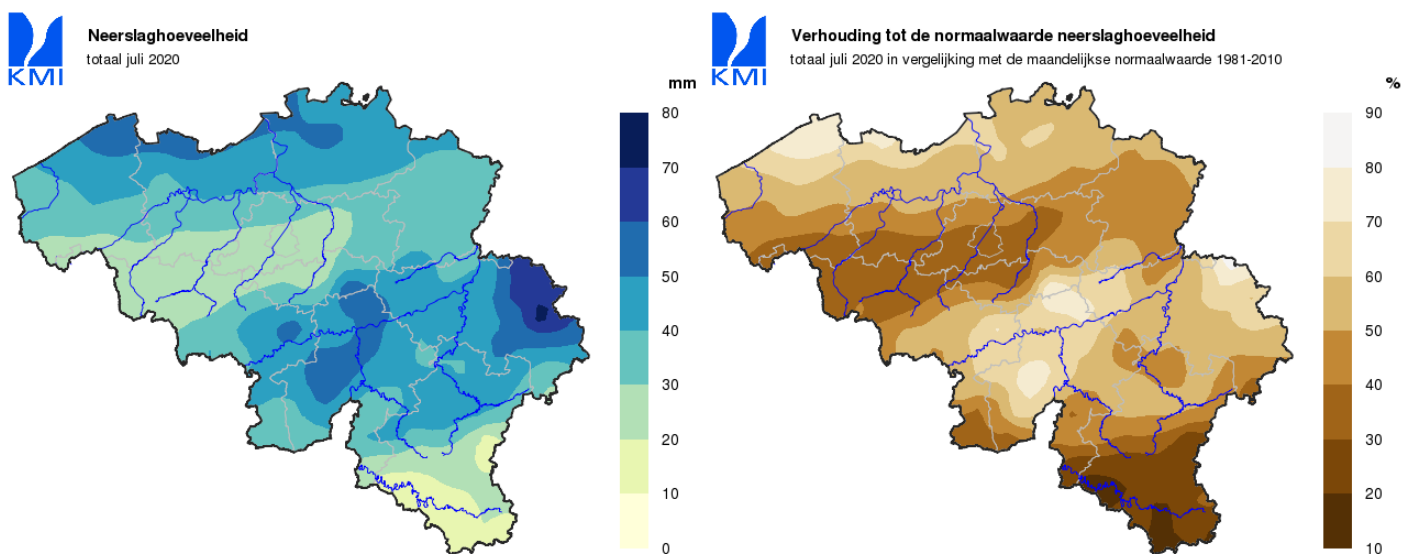 KMI
Neerslaghoeveelheid
totaal juli 2020
mm
80
70
60
50
40
30
20
10
0
KMI
Verhouding tot de normaalwaarde neerslaghoeveelheid
totaal juli 2020 in vergelijking met de maandelijkse normaalwaarde 1981-2010
%
90
80
70
60
50
40
30
20
10